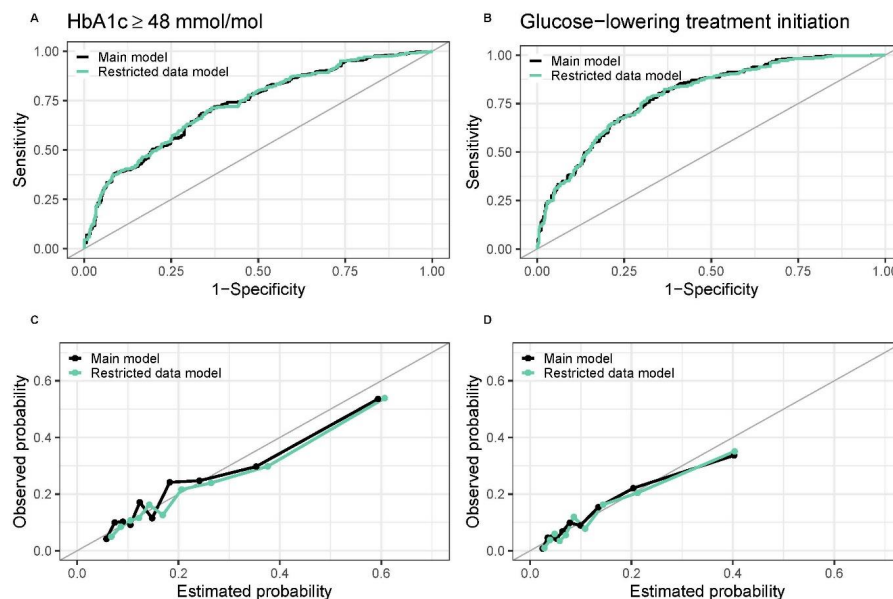 A
HbA1c ≥ 48 mmol/mol
1.00
0.75
0.50
0.25
0.00
Sensitivity
Main model
Restricted data model
0.00 0.25 0.50 0.75 1.00
1−Specificity
B
Glucose−lowering treatment initiation
1.00
0.75
0.50
0.25
0.00
Sensitivity
Main model
Restricted data model
0.00 0.25 0.50 0.75 1.00
1−Specificity
C
0.6
0.4
0.2
0.0
Observed probability
Main model
Restricted data model
0.0 0.2 0.4 0.6
Estimated probability
D
0.6
0.4
0.2
0.0
Observed probability
Main model
Restricted data model
0.0 0.2 0.4 0.6
Estimated probability